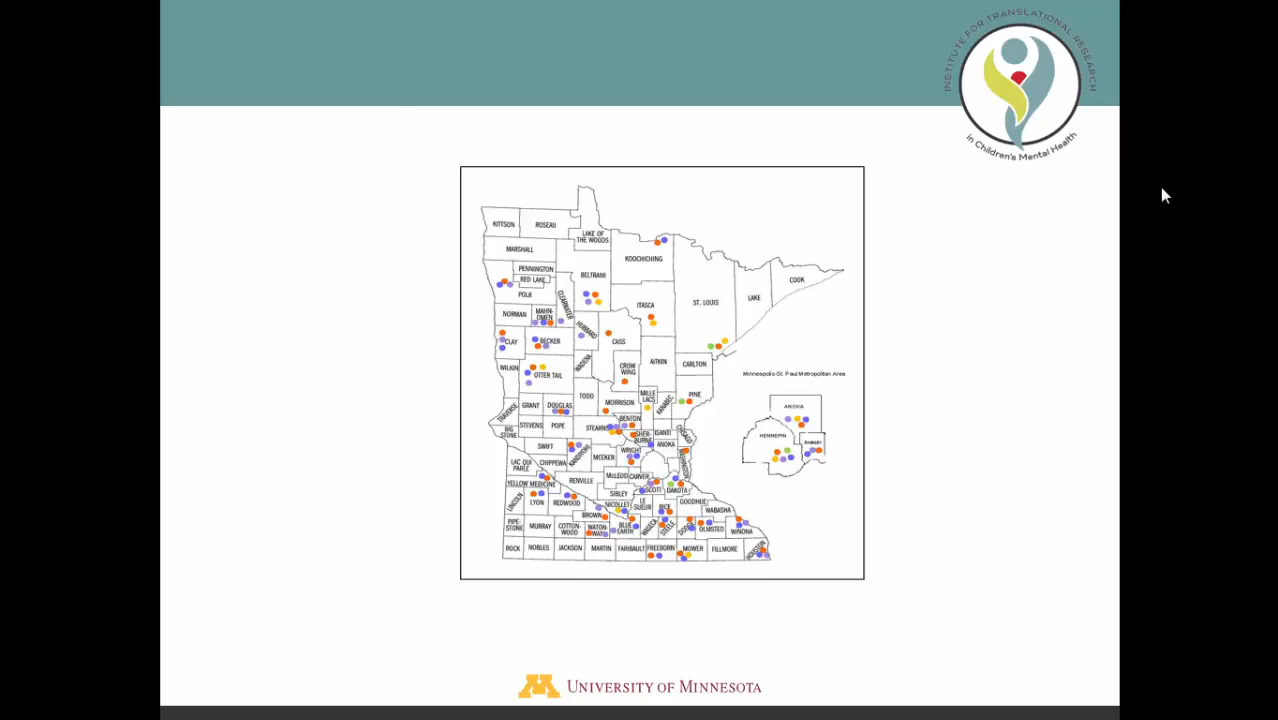 INSTITUTE FOR TRANSLATIONAL RESEARCH
in Children's Mental Health
KITTSON
ROSEAU
LAKE OF
THE WOODS
MARSHALL
KOOCHICHING
PENNINGTON
RED LAKE
BELTRAMI
COOK
POLK
CLEARWATER
ITASCA
ST. LOUIS
LAKE
NORMAN
MAHN-
OMEN
HUBBARD
CLAY
BECKER
CASS
WILKIN
OTTER TAIL
WADENA
CROW
WING
AITKIN
CARLTON
Minneapolis-St. Paul Metropolitan Area
TODD
MILLE
LACS
KANABEC
PINE
TRAVERSE
GRANT
DOUGLAS
MORRISON
ANOKA
BIG
STONE
STEVENS
POPE
STEARNS
BENTON
SHER-
BURNE
ISANTI
CHISAGO
HENNEPIN
RAMSEY
SWIFT
KANDIYOHI
MEEKER
WRIGHT
ANOKA
WASHINGTON
LAC QUI
PARLE
CHIPPEWA
McLEOD
CARVER
YELLOW MEDICINE
RENVILLE
SCOTT
DAKOTA
LINCOLN
LYON
REDWOOD
SIBLEY
NICOLLET
LE
SUEUR
RICE
GOODHUE
WABASHA
PIPE-
STONE
MURRAY
COTTON-
WOOD
BROWN
WATON-
WAN
BLUE
EARTH
WASECA
STEELE
DODGE
OLMSTED
WINONA
ROCK
NOBLES
JACKSON
MARTIN
FARIBAULT
FREEBORN
MOWER
FILLMORE
HOUSTON
M
UNIVERSITY OF MINNESOTA